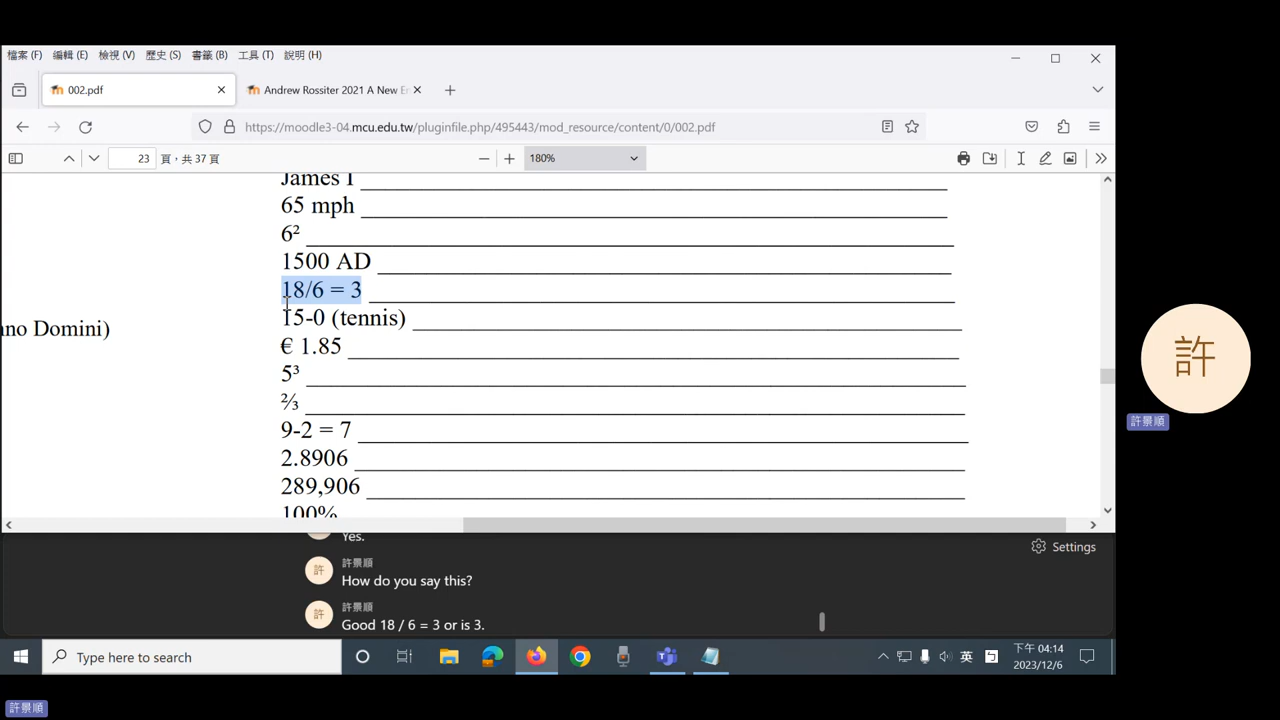 檔案 (F) 編輯 (E) 檢視 (V) 歷史 (S) 書籤 (B) 工具 (T) 說明 (H)
002.pdf
Andrew Rossiter 2021 A New En
https://moodle3-04.mcu.edu.tw/pluginfile.php/495443/mod_resource/content/0/002.pdf
23 頁，共 37 頁
180%
James I
65 mph
6²
1500 AD
18/6 = 3
15-0 (tennis)
nno Domini)
€ 1.85
5³
⅔
9-2 = 7
2.8906
289,906
100%
許
許景順
Yes.
Settings
許
許景順
How do you say this?
許
許景順
Good 18 / 6 = 3 or is 3.
Type here to search
英
下午 04:14
2023/12/6
許景順